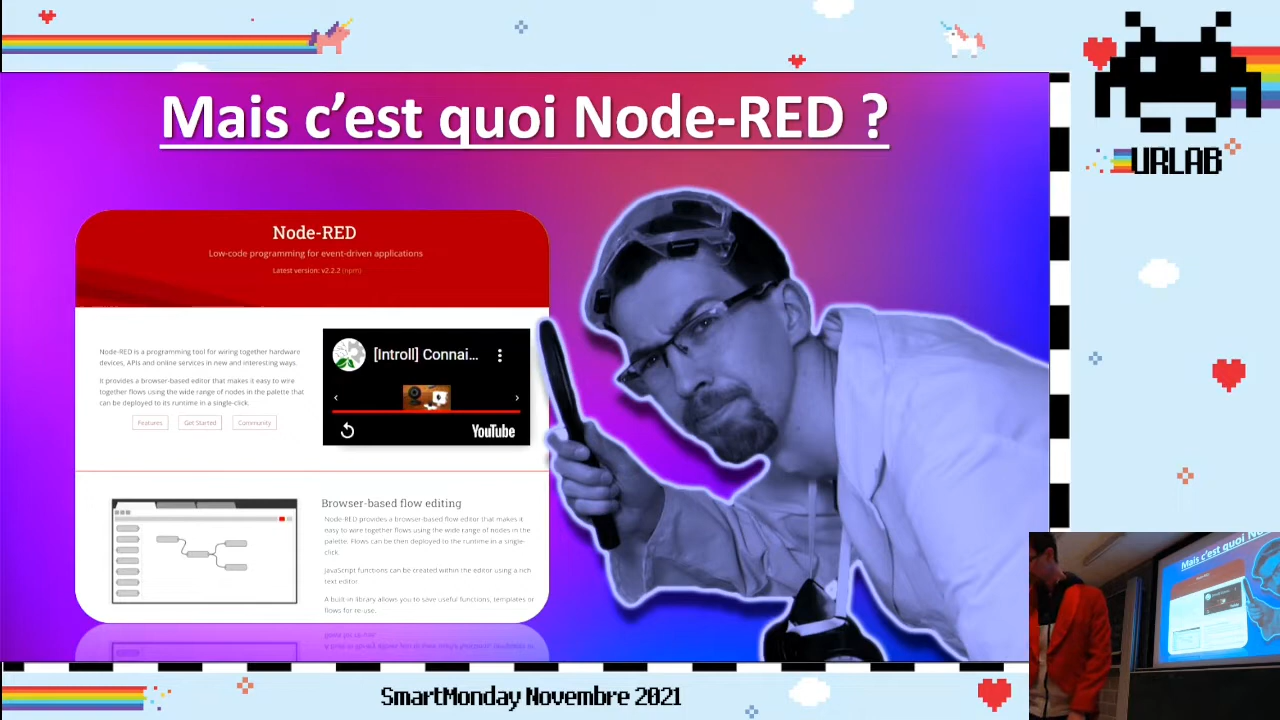 Mais c'est quoi Node-RED ?
URLAB
Node-RED
Low-code programming for event-driven applications
Latest version: v2.2.2 (npm)
Node-RED is a programming tool for wiring together hardware
devices, APIs and online services in new and interesting ways.
It provides a browser-based editor that makes it easy to wire
together flows using the wide range of nodes in the palette that
can be deployed to its runtime in a single-click.
Features
Get Started
Community
[IntroII] Connai...
YouTube
Browser-based flow editing
Node-RED provides a browser-based flow editor that makes it
easy to wire together flows using the wide range of nodes in the
palette. Flows can be then deployed to the runtime in a single-
click.
JavaScript functions can be created within the editor using a rich
text editor.
A built-in library allows you to save useful functions, templates or
flows for re-use.
Mais c'est quoi No
SmartMonday Novembre 2021